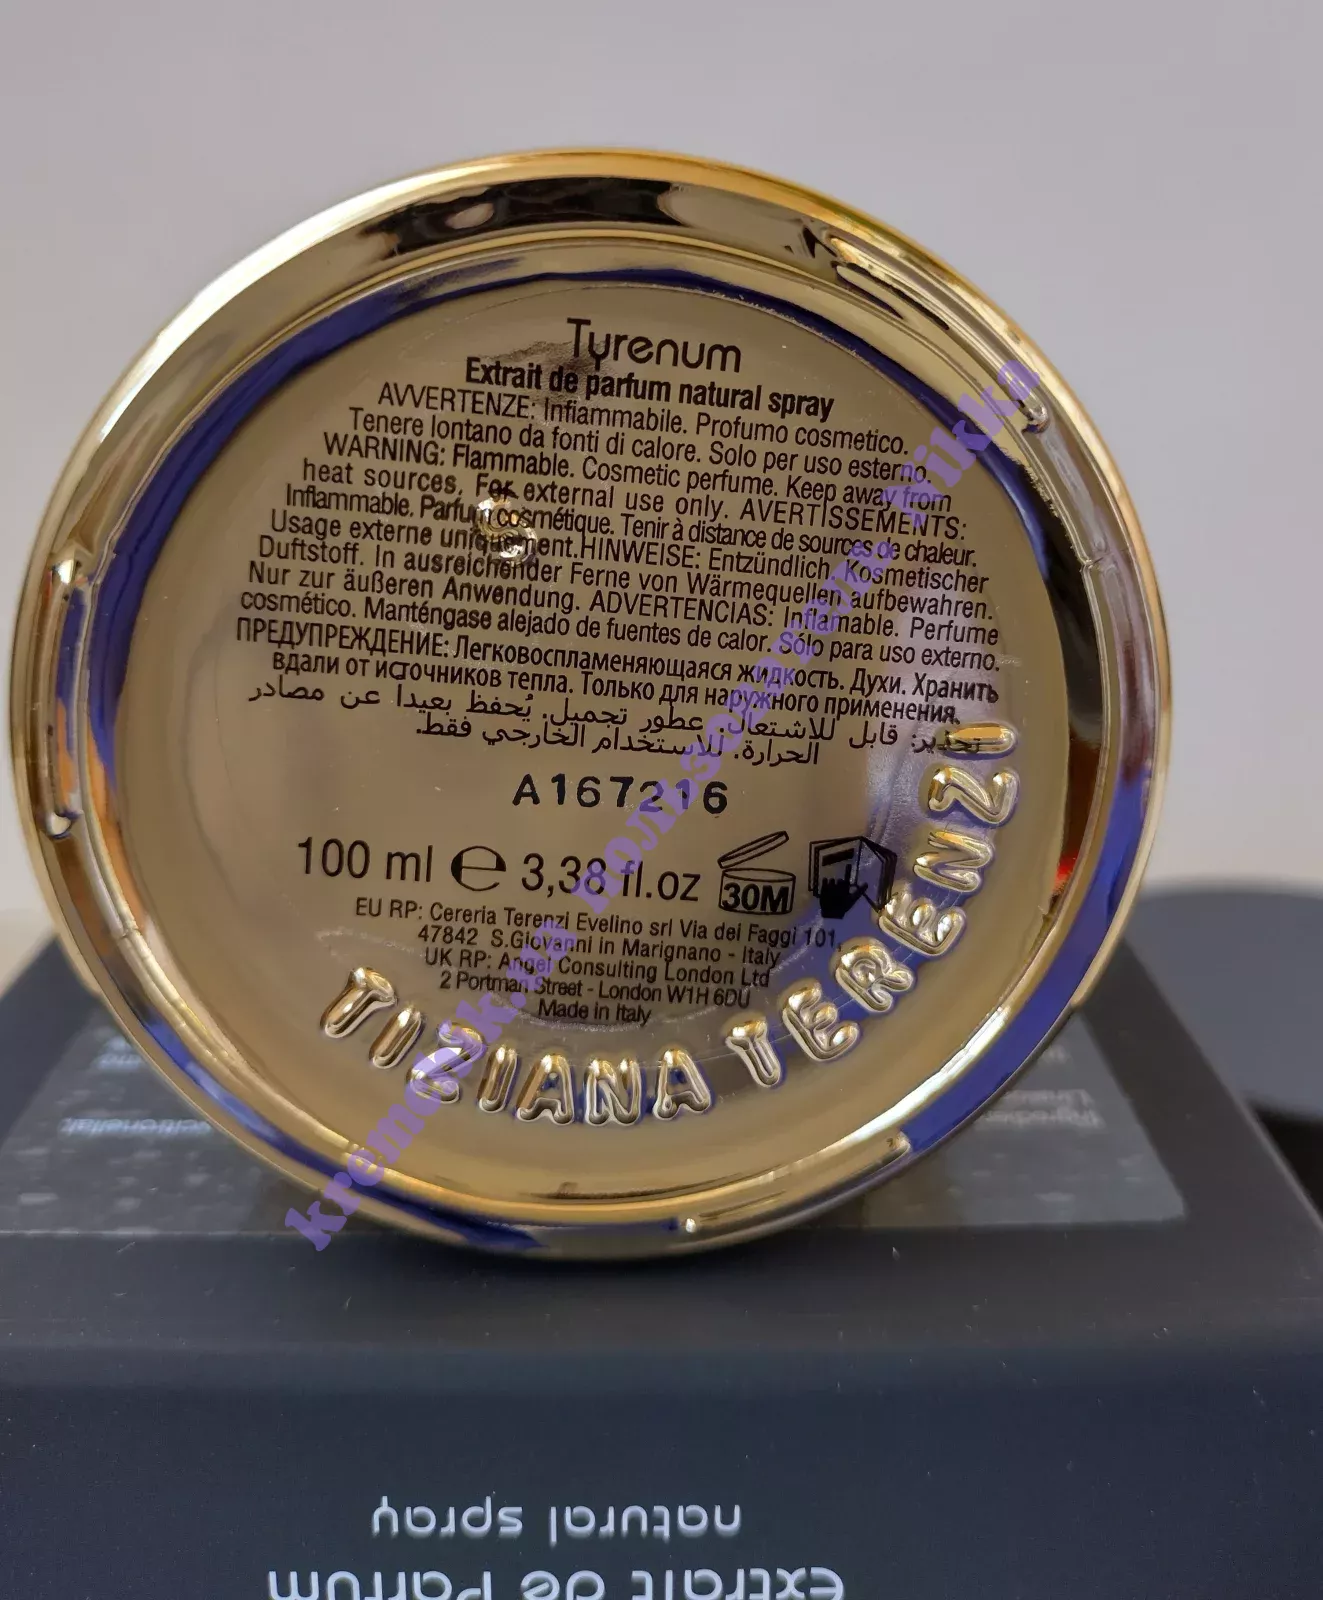 Tyrenum
Extrait de parfum natural spray
AVVERTENZE: Infiammabile. Profumo cosmetico.
Tenere lontano da fonti di calore. Solo per uso esterno.
WARNING: Flammable. Cosmetic perfume. Keep away from
heat sources. For external use only. AVERTISSEMENTS:
Inflammable. Parfum cosmétique. Tenir à distance de sources de chaleur.
Usage externe uniquement. HINWEISE: Entzündlich. Kosmetischer
Duftstoff. In ausreichender Ferne von Wärmequellen aufbewahren.
Nur zur äußeren Anwendung. ADVERTENCIAS: Inflamable. Perfume
cosmético. Manténgase alejado de fuentes de calor. Sólo para uso externo.
ПРЕДУПРЕЖДЕНИЕ: Легковоспламеняющаяся жидкость. Духи. Хранить
вдали от источников тепла. Только для наружного применения.
تحذير: قابل للاشتعال. عطور تجميل. يُحفظ بعيدا عن مصادر
الحرارة. للاستخدام الخارجي فقط.
A167216
100 ml ℮ 3,38 fl.oz 30M
EU RP: Cereria Terenzi Evelino srl Via dei Faggi 101,
47842 S.Giovanni in Marignano - Italy
UK RP: Angel Consulting London Ltd
2 Portman Street - London W1H 6DU
Made in Italy
TIZIANA TERENZI
natural spray
Extrait de Parfum